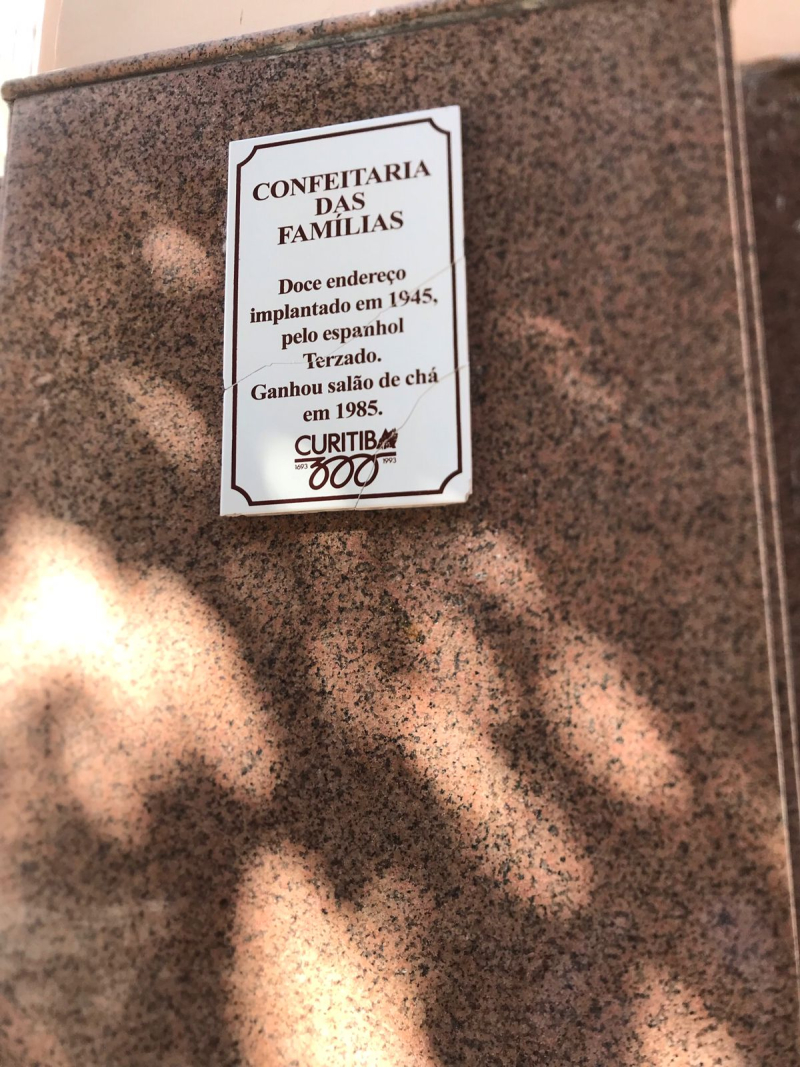 CONFEITARIA
DAS
FAMÍLIAS
Doce endereço
implantado em 1945,
pelo espanhol
Terzado.
Ganhou salão de chá
em 1985.
CURITIBA
1693 300 1993